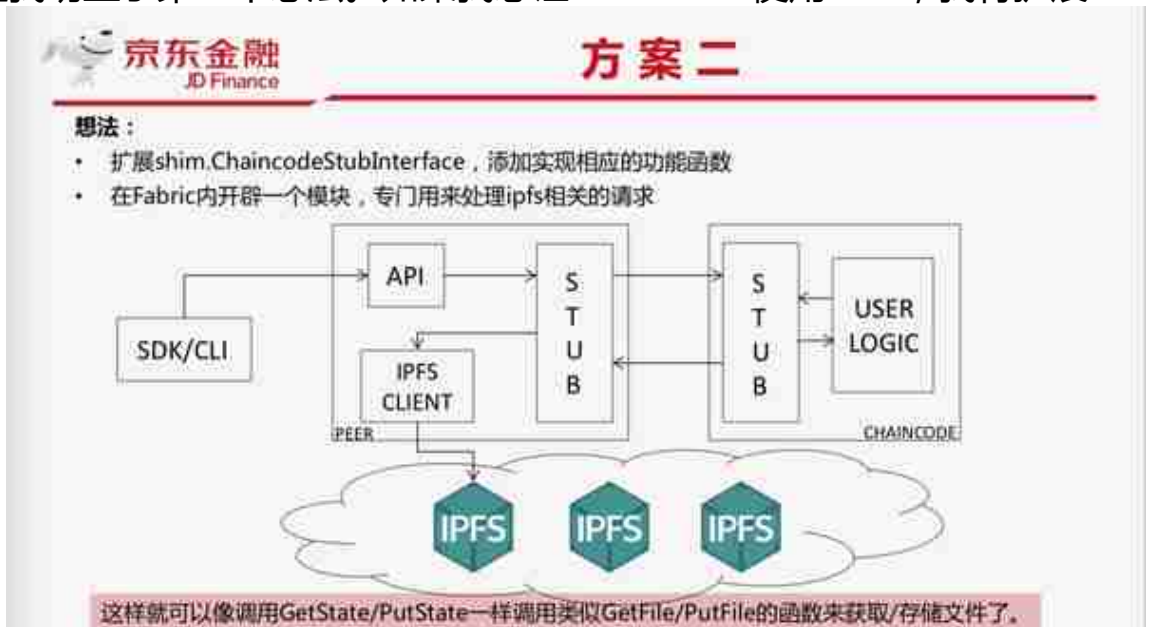 京东金融
JD Finance
方案二
想法：
• 扩展shim.ChaincodeStubInterface，添加实现相应的功能函数
• 在Fabric内开辟一个模块，专门用来处理ipfs相关的请求
SDK/CLI
API
IPFS
CLIENT
STUB
PEER
STUB
USER
LOGIC
CHAINCODE
IPFS
IPFS
IPFS
这样就可以像调用GetState/PutState一样调用类似GetFile/PutFile的函数来获取/存储文件了。